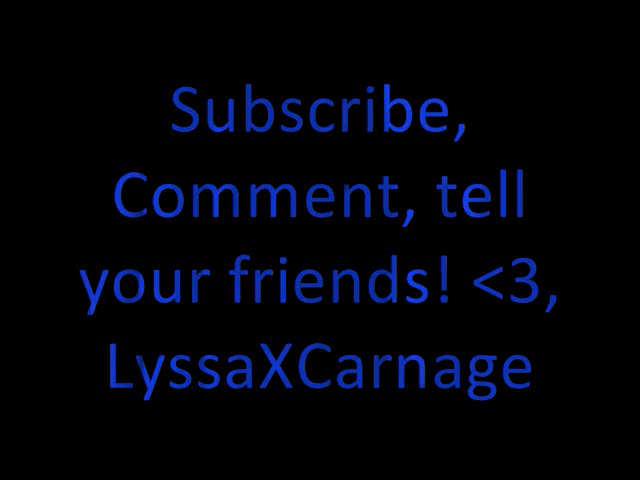 Subscribe,
Comment, tell
your friends! <3,
LyssaXCarnage